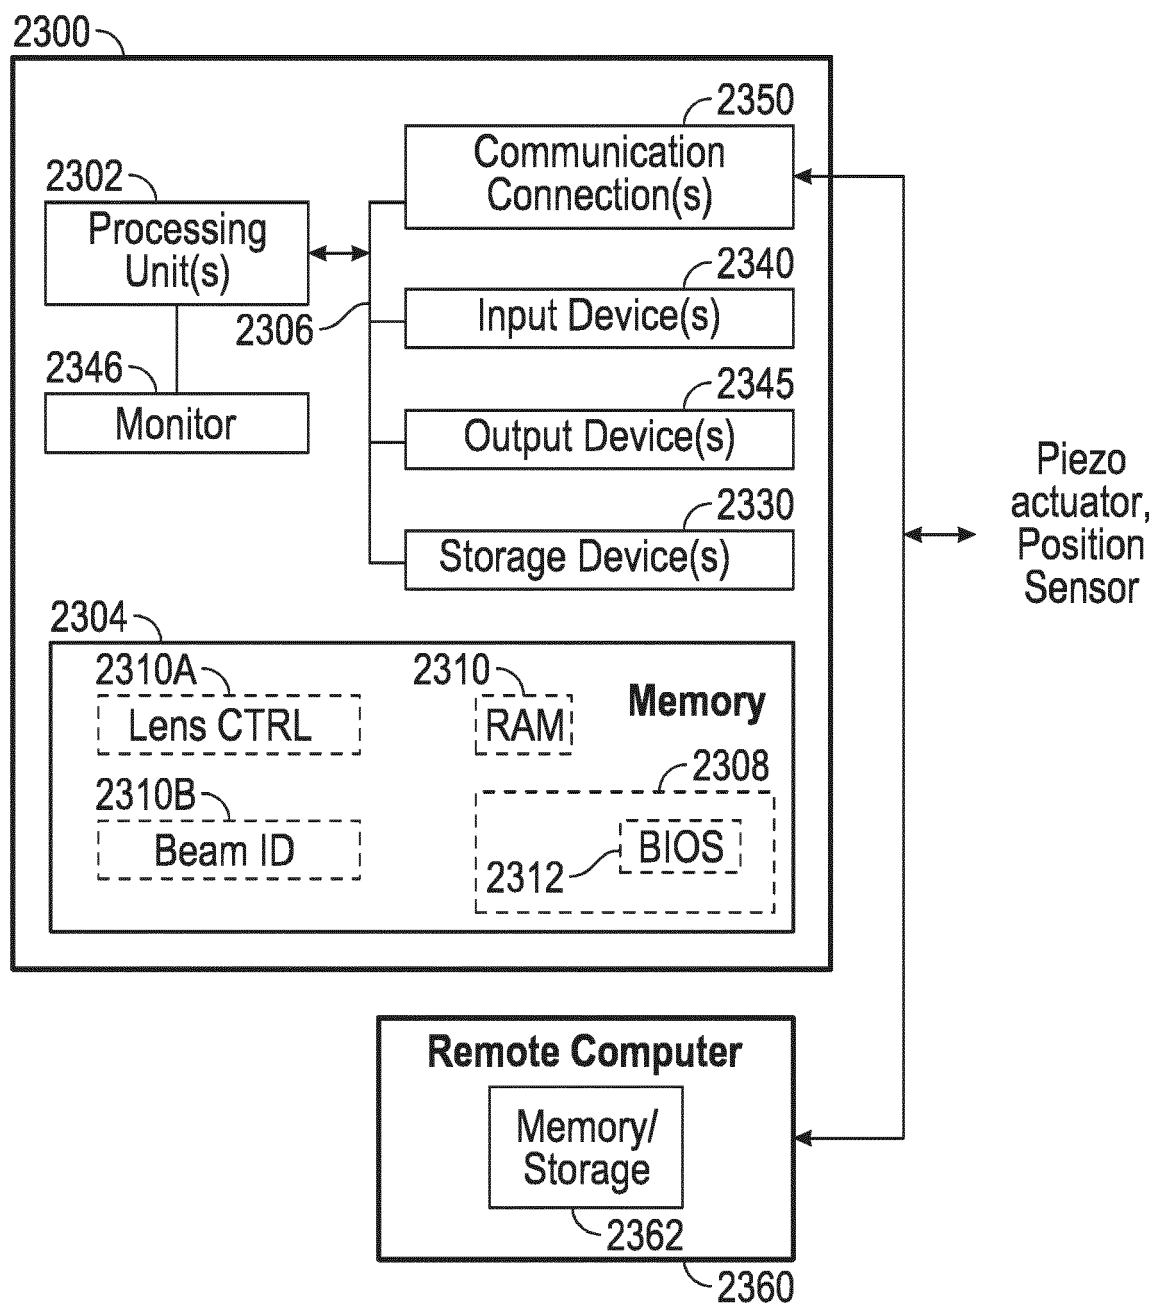 2300
2350
Communication
Connection(s)
2302
Processing
Unit(s)
2306
2340
Input Device(s)
2346
Monitor
2345
Output Device(s)
2330
Storage Device(s)
Piezo
actuator,
Position
Sensor
2304
2310A
Lens CTRL
2310
RAM
Memory
2310B
Beam ID
2308
BIOS
2312
Remote Computer
Memory/
Storage
2362
2360